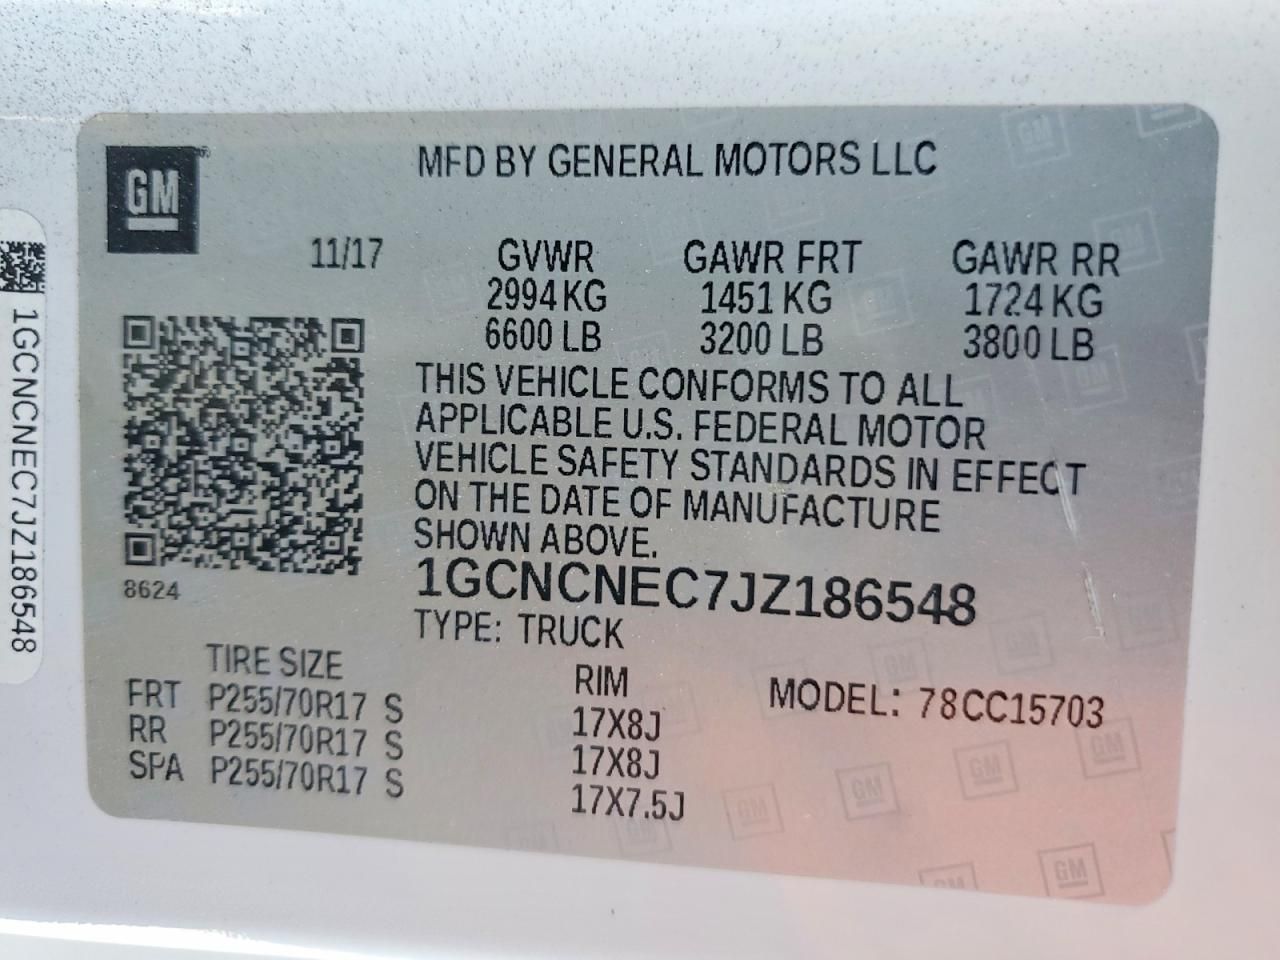 GM
MFD BY GENERAL MOTORS LLC
11/17
GVWR GAWR FRT GAWR RR
2994 KG 1451 KG 1724 KG
6600 LB 3200 LB 3800 LB
THIS VEHICLE CONFORMS TO ALL
APPLICABLE U.S. FEDERAL MOTOR
VEHICLE SAFETY STANDARDS IN EFFECT
ON THE DATE OF MANUFACTURE
SHOWN ABOVE.
1GCNCNEC7JZ186548
TYPE: TRUCK
8624
TIRE SIZE RIM
FRT P255/70R17 S 17X8J
RR P255/70R17 S 17X8J
SPA P255/70R17 S 17X7.5J
MODEL: 78CC15703
1GCNCNEC7JZ186548